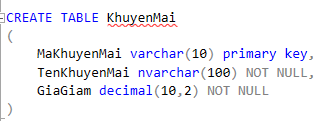 CREATE TABLE KhuyenMai
(
MaKhuyenMai varchar(10) primary key,
TenKhuyenMai nvarchar(100) NOT NULL,
GiaGiam decimal(10,2) NOT NULL
)